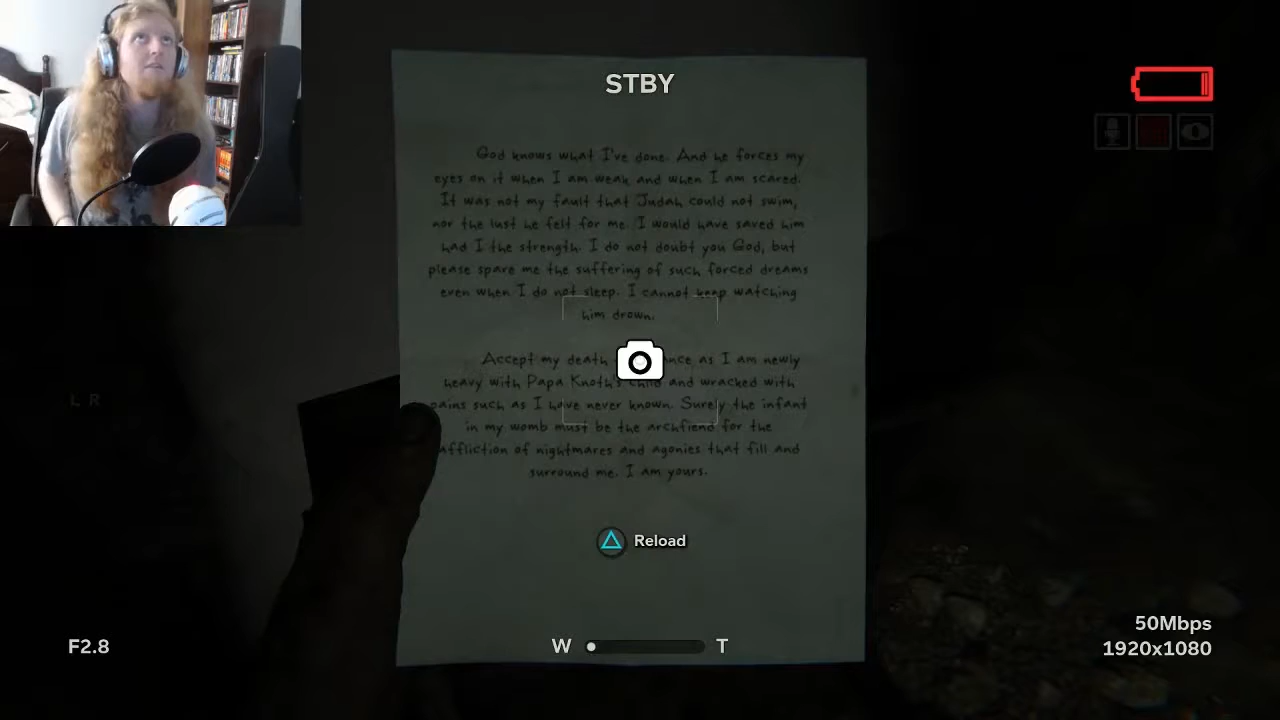 STBY
God knows what I've done. And he forces my
eyes on it when I am weak and when I am scared.
It was not my fault that Judah could not swim,
nor the lust he felt for me. I would have saved him
had I the strength. I do not doubt you God, but
please spare me the suffering of such forced dreams
even when I do not sleep. I cannot keep watching
him drown.
Accept my death as I am newly
heavy with Papa Knoth's child and wracked with
pains such as I have never known. Surely the infant
in my womb must be the archfiend for the
affliction of nightmares and agonies that fill and
surround me. I am yours.
L R
Reload
F2.8
W T
50Mbps
1920x1080